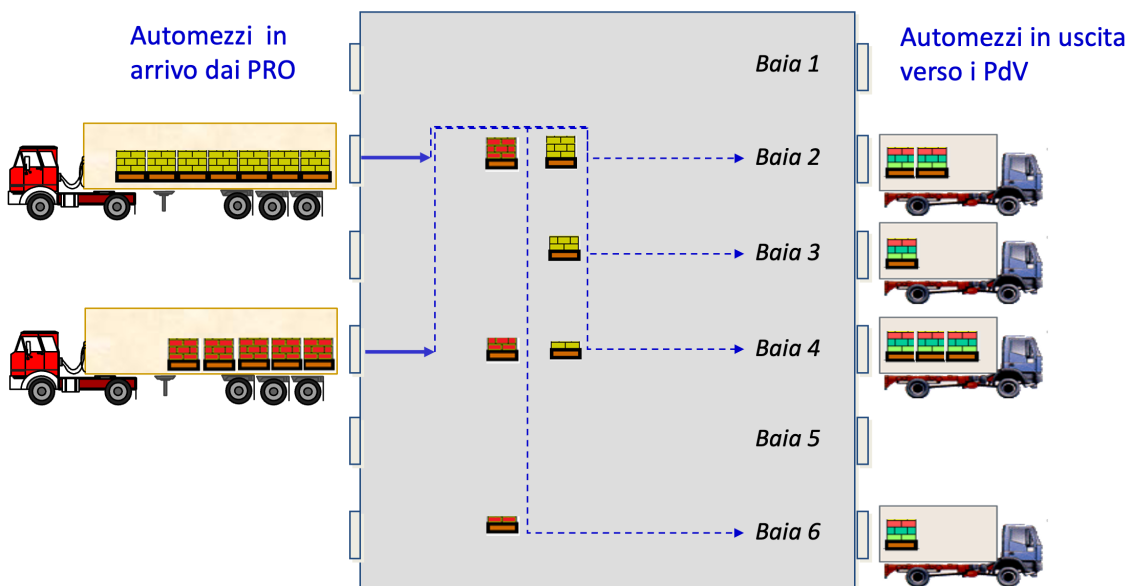 Automezzi in
arrivo dai PRO
Automezzi in uscita
verso i PdV
Baia 1
Baia 2
Baia 3
Baia 4
Baia 5
Baia 6